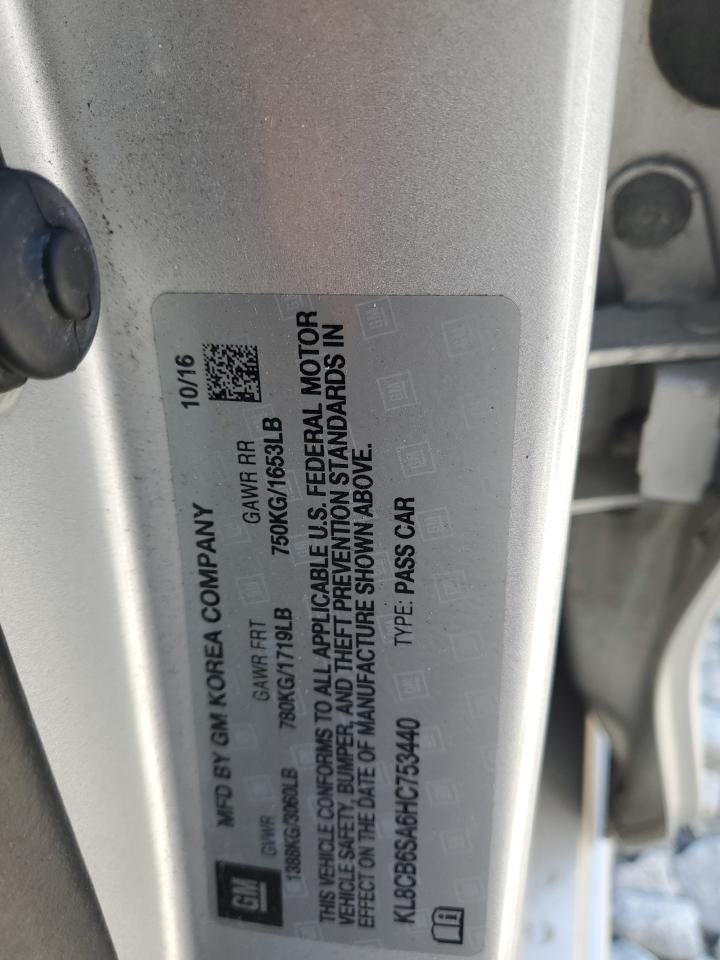 GM
MFD BY GM KOREA COMPANY 10/16
GVWR GAWR FRT GAWR RR
1388KG/3060LB 780KG/1719LB 750KG/1653LB
THIS VEHICLE CONFORMS TO ALL APPLICABLE U.S. FEDERAL MOTOR
VEHICLE SAFETY, BUMPER, AND THEFT PREVENTION STANDARDS IN
EFFECT ON THE DATE OF MANUFACTURE SHOWN ABOVE.
KL8CB6SA6HC753440 TYPE: PASS CAR